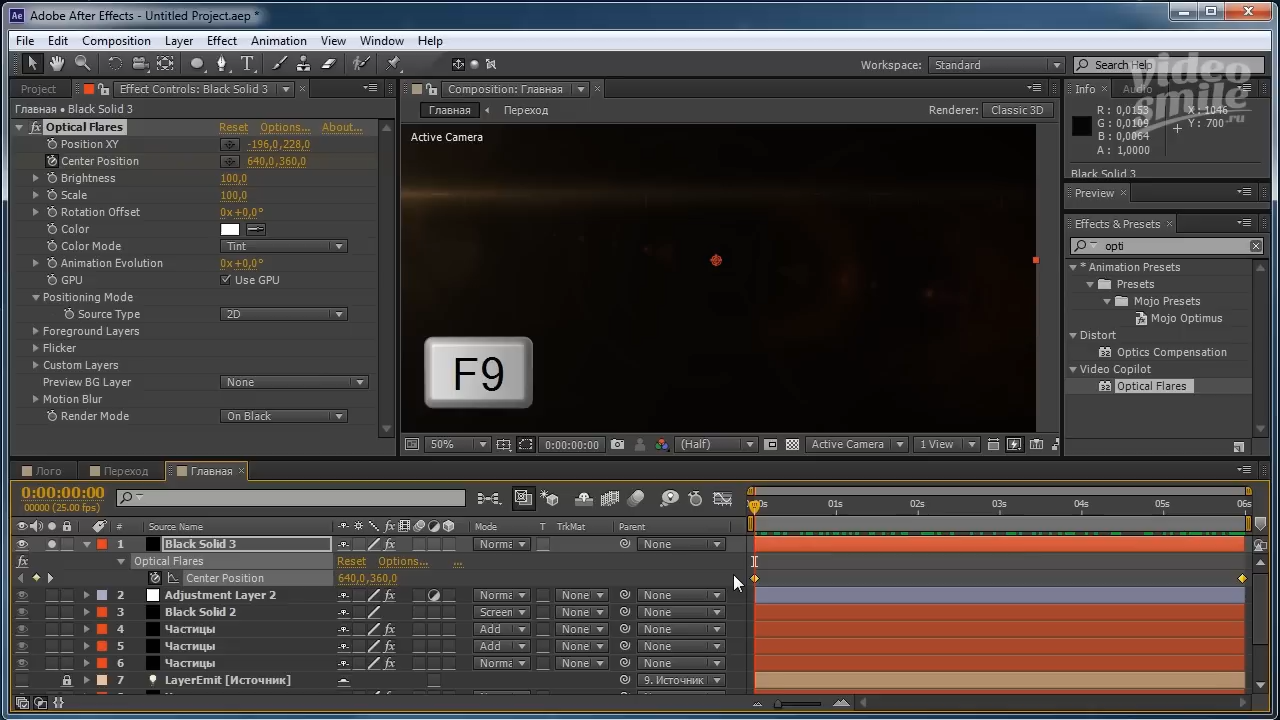 Adobe After Effects - Untitled Project.aep *
File Edit Composition Layer Effect Animation View Window Help
Workspace: Standard Search Help
video smile.ru
Project Effect Controls: Black Solid 3
Главная • Black Solid 3
Optical Flares Reset Options... About...
Position XY -196,0,228,0
Center Position 640,0,360,0
Brightness 100,0
Scale 100,0
Rotation Offset 0x+0,0°
Color
Color Mode Tint
Animation Evolution 0x+0,0°
GPU Use GPU
Positioning Mode
Source Type 2D
Foreground Layers
Flicker
Custom Layers
Preview BG Layer None
Motion Blur
Render Mode On Black
Composition: Главная
Главная Переход Renderer: Classic 3D
Active Camera
F9
50% 0:00:00:00 (Half) Active Camera 1 View
Info Audio
R : 0,0153 X : 1046
G : 0,0109 Y : 700
B : 0,0064
A : 1,0000
Black Solid 3
Preview
Effects & Presets
opti
* Animation Presets
Presets
Mojo Presets
Mojo Optimus
Distort
Optics Compensation
Video Copilot
Optical Flares
Лого Переход Главная
0:00:00:00
00000 (25.00 fps)
01s 02s 03s 04s 05s 06s
# Source Name Mode T TrkMat Parent
1 Black Solid 3 Norma None
Optical Flares Reset Options... ...
Center Position 640,0,360,0
2 Adjustment Layer 2 Norma None None
3 Black Solid 2 Screen None None
4 Частицы Add None None
5 Частицы Add None None
6 Частицы Norma None None
7 LayerEmit [Источник] 9. Источник